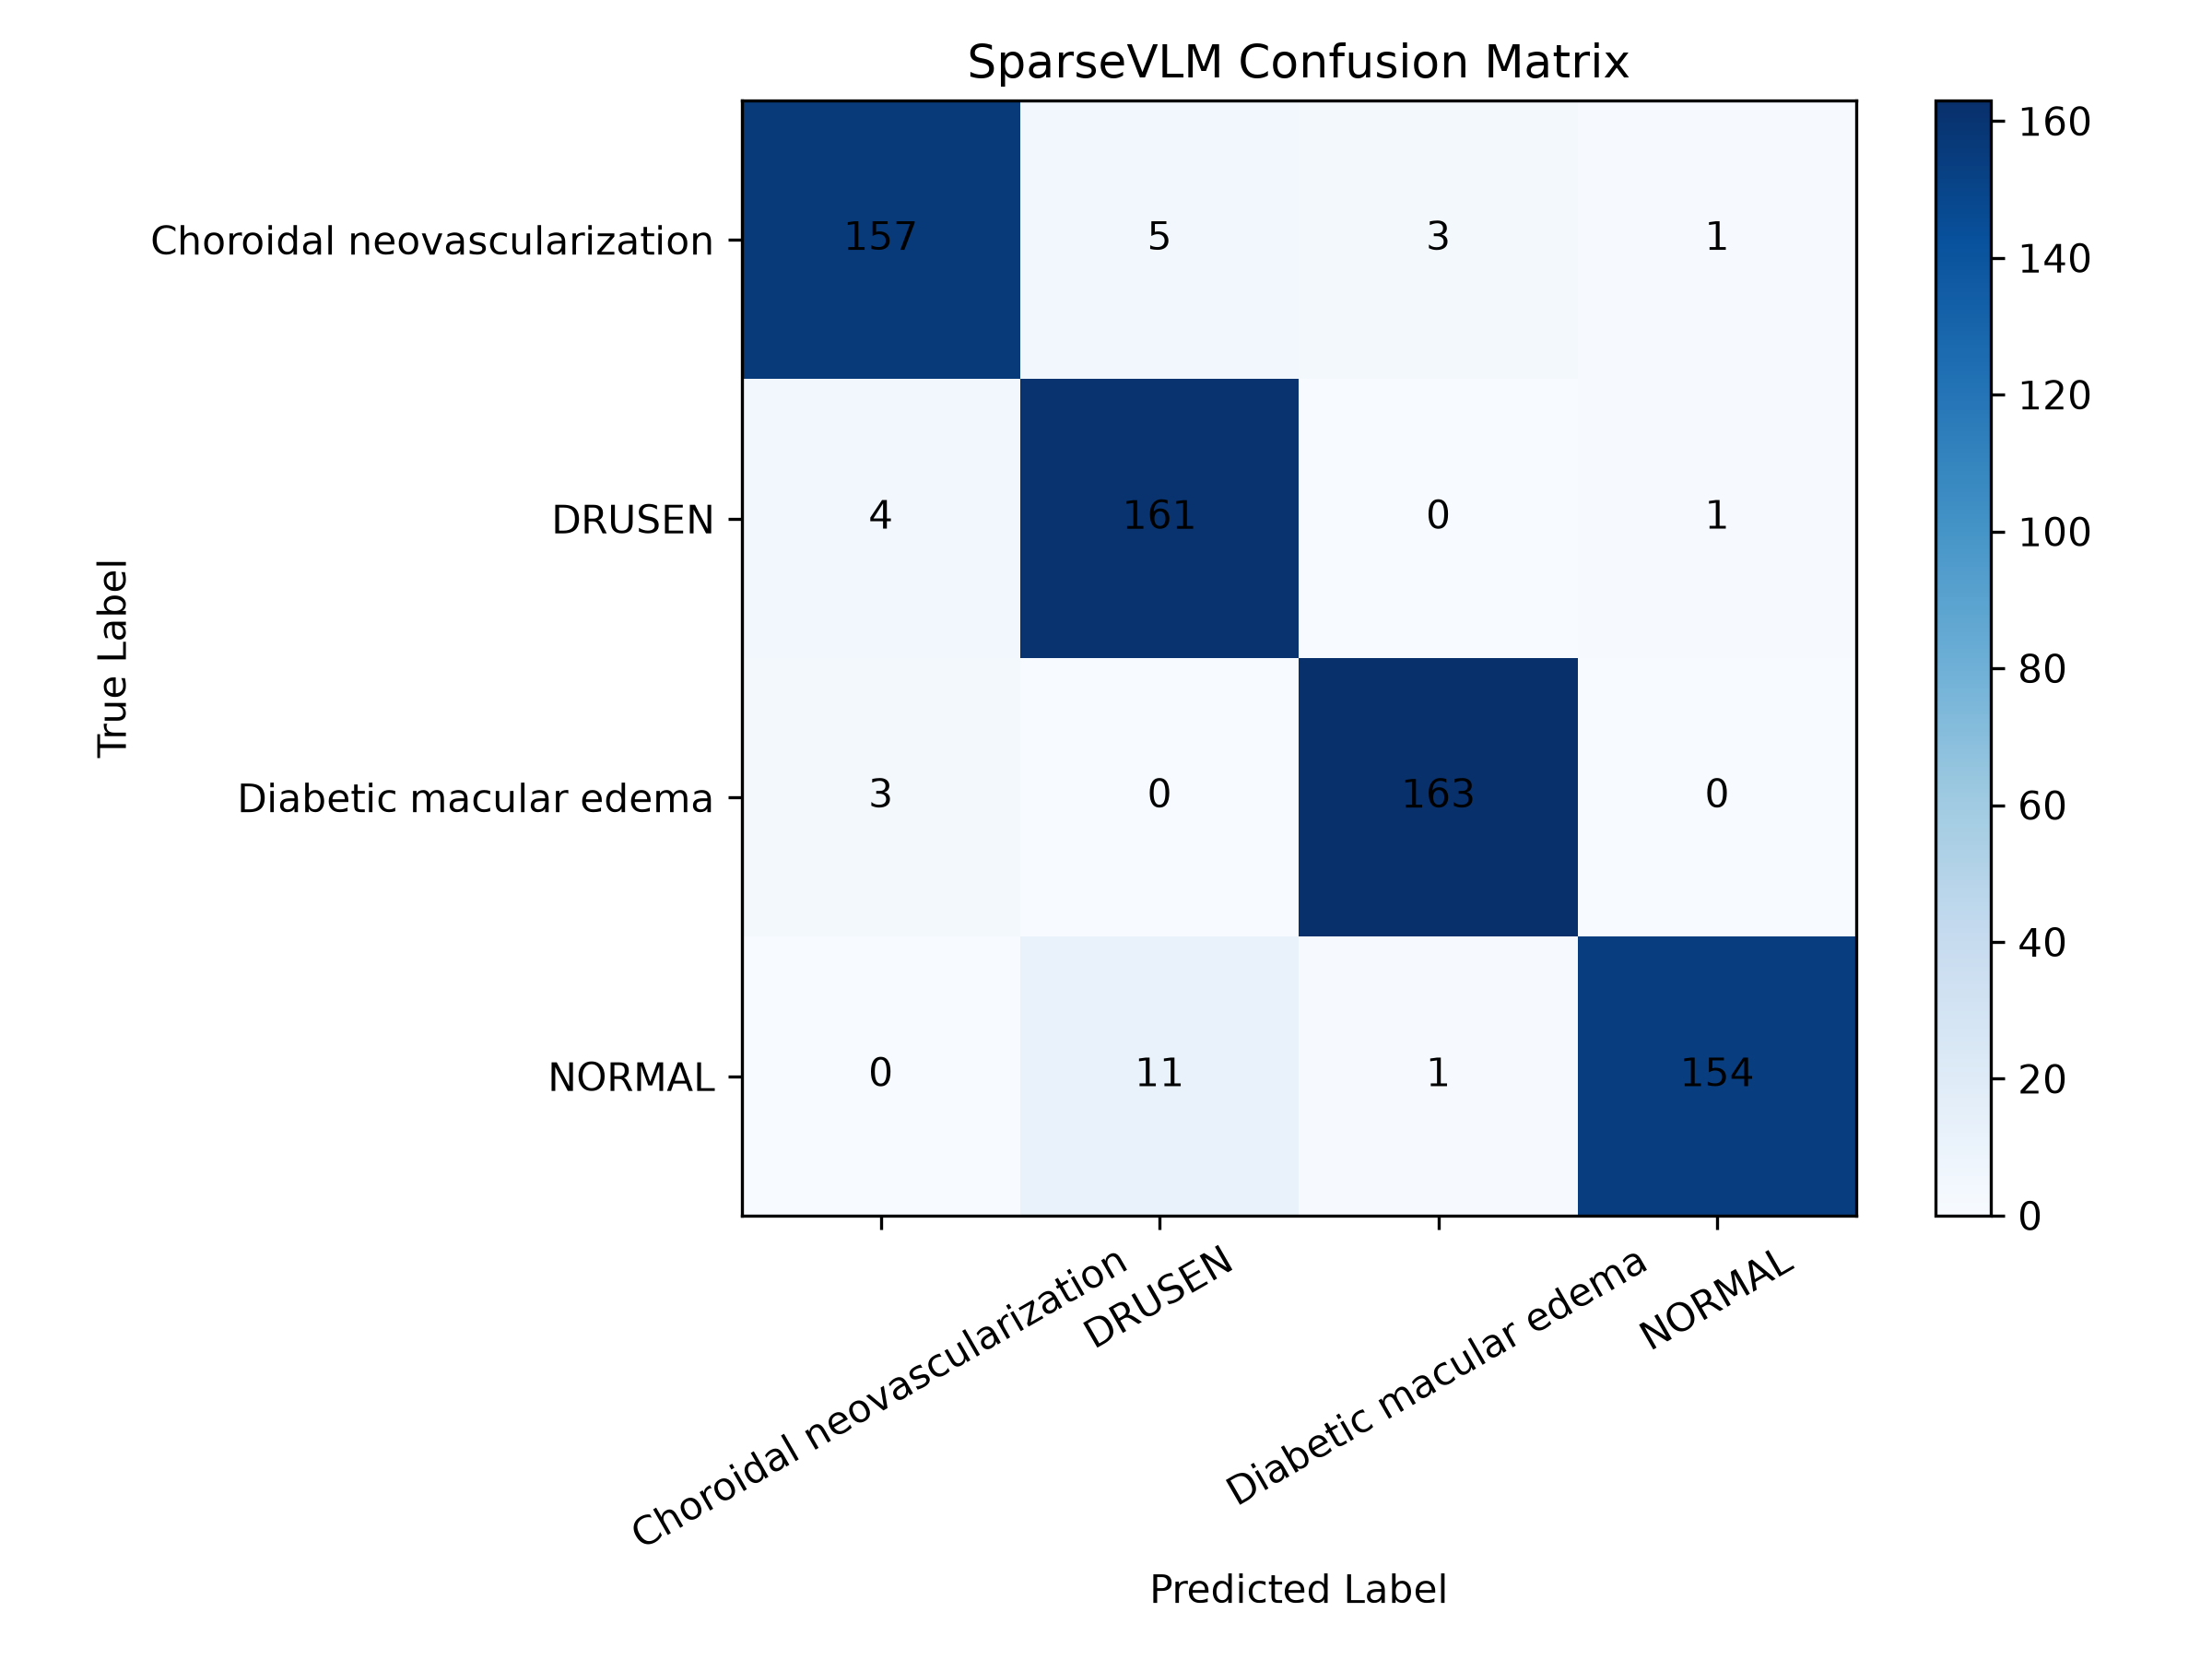 SparseVLM Confusion Matrix
True Label
Choroidal neovascularization
157 5 3 1
DRUSEN
4 161 0 1
Diabetic macular edema
3 0 163 0
NORMAL
0 11 1 154
Choroidal neovascularization
DRUSEN
Diabetic macular edema
NORMAL
Predicted Label
160
140
120
100
80
60
40
20
0